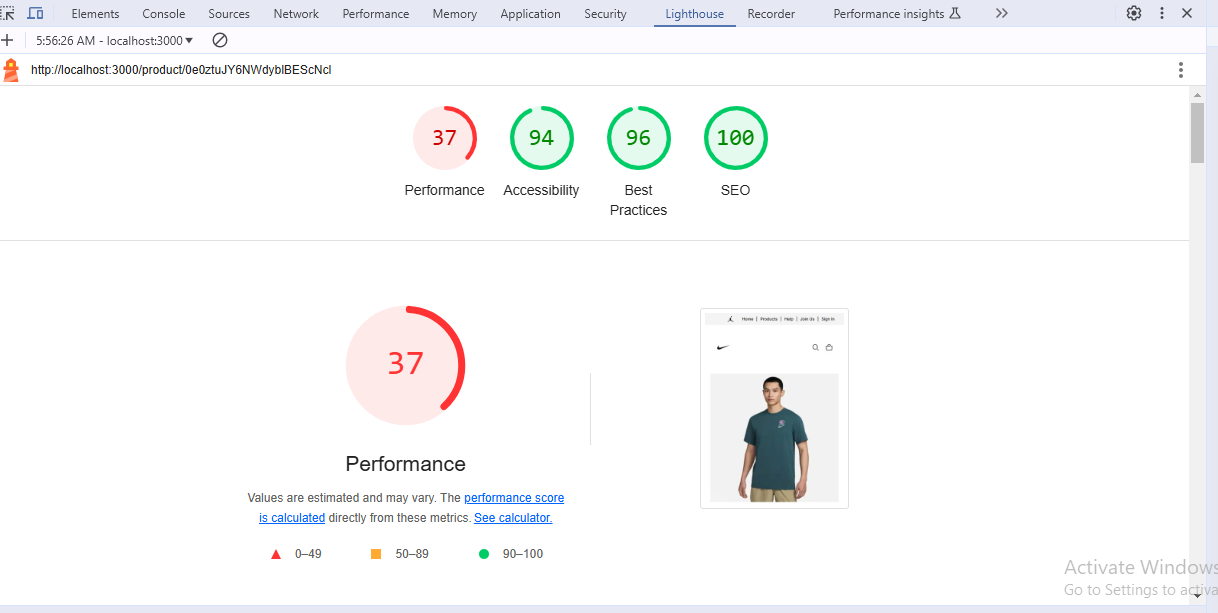 Elements Console Sources Network Performance Memory Application Security Lighthouse Recorder Performance insights
5:56:26 AM - localhost:3000
http://localhost:3000/product/0e0ztuJY6NWdyblBEScNcl
37 94 96 100
Performance Accessibility Best Practices SEO
37
Performance
Values are estimated and may vary. The performance score
is calculated directly from these metrics. See calculator.
0–49 50–89 90–100
Home | Products | Help | Join Us | Sign In
Activate Windows
Go to Settings to activa